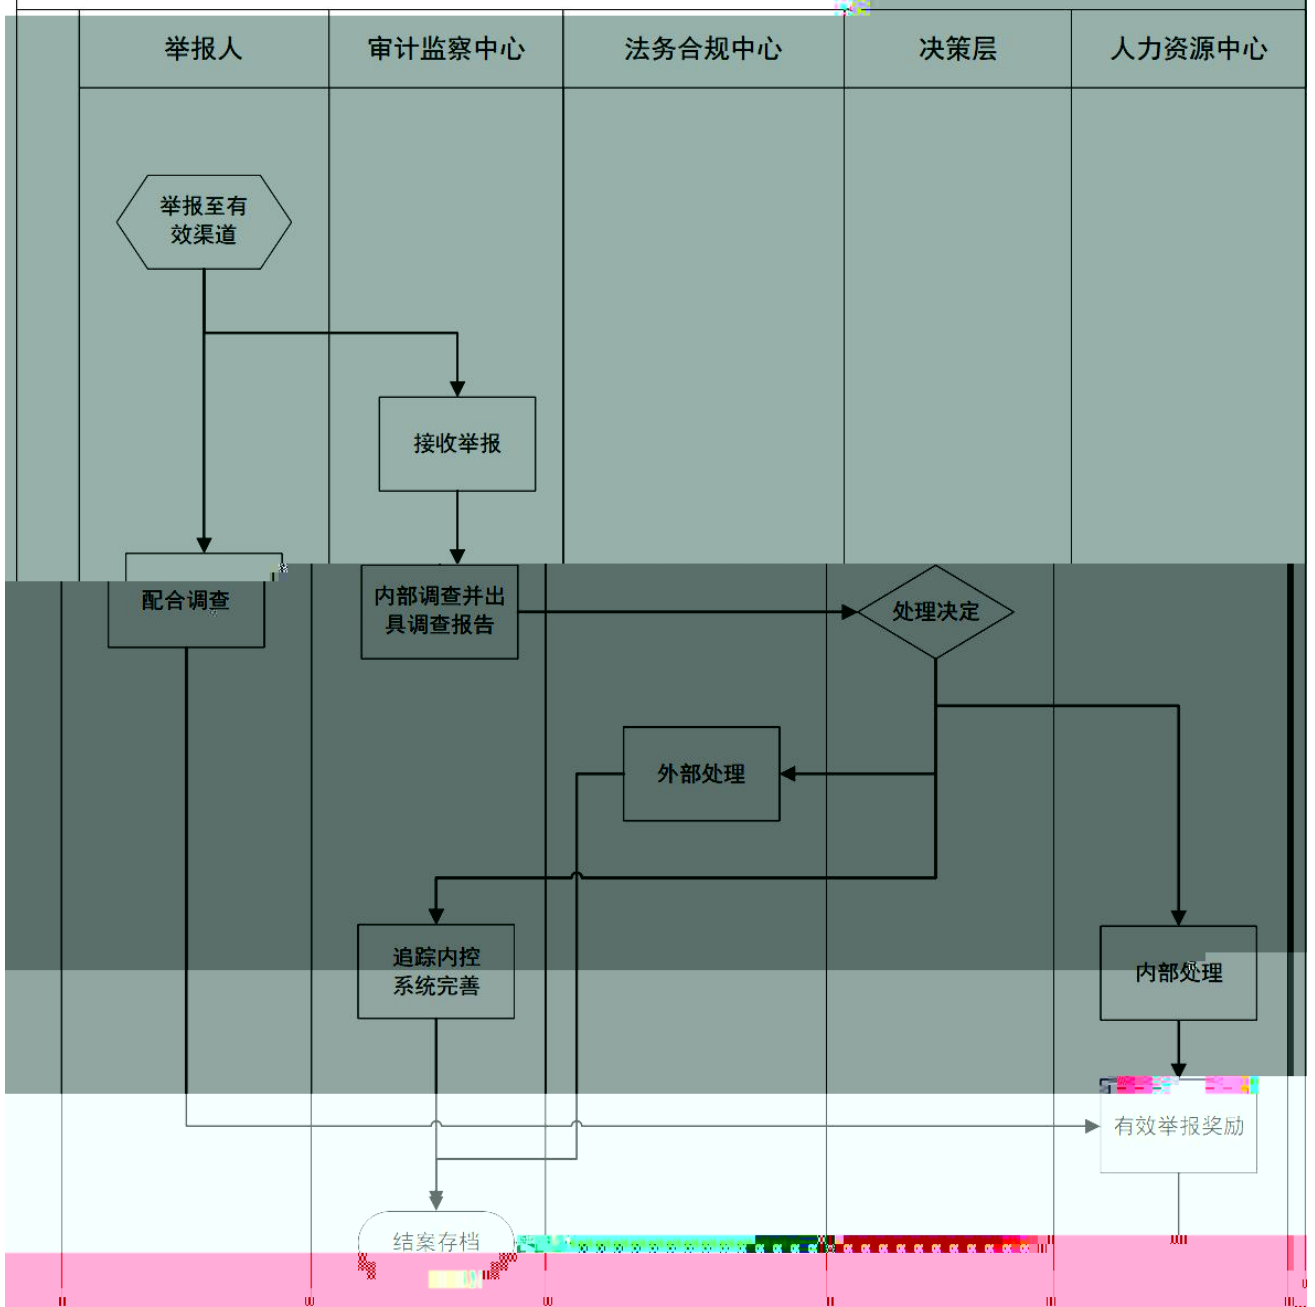 举报人
审计监察中心
法务合规中心
决策层
人力资源中心
举报至有
效渠道
接收举报
配合调查
内部调查并出
具调查报告
处理决定
外部处理
追踪内控
系统完善
内部处理
有效举报奖励
结案存档